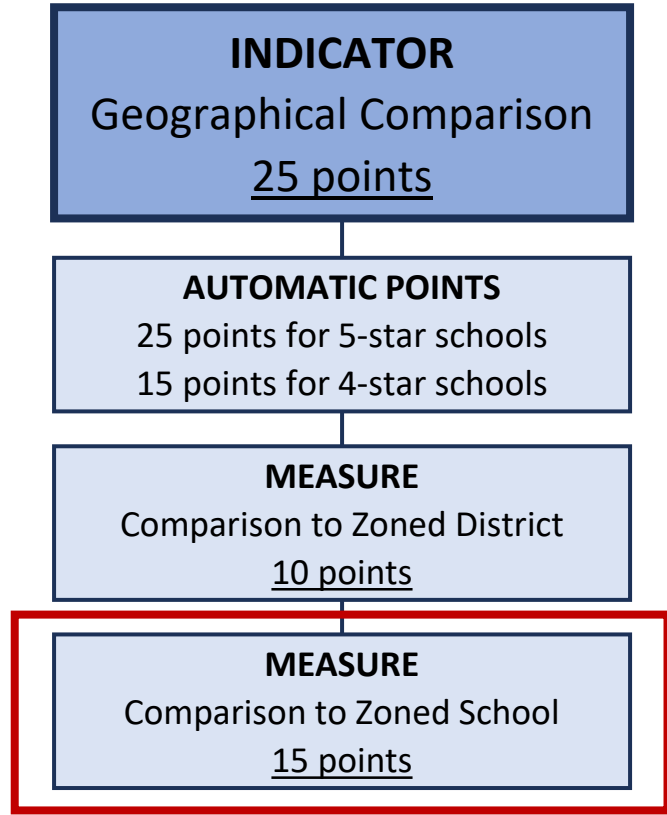 INDICATOR
Geographical Comparison
25 points
AUTOMATIC POINTS
25 points for 5-star schools
15 points for 4-star schools
MEASURE
Comparison to Zoned District
10 points
MEASURE
Comparison to Zoned School
15 points